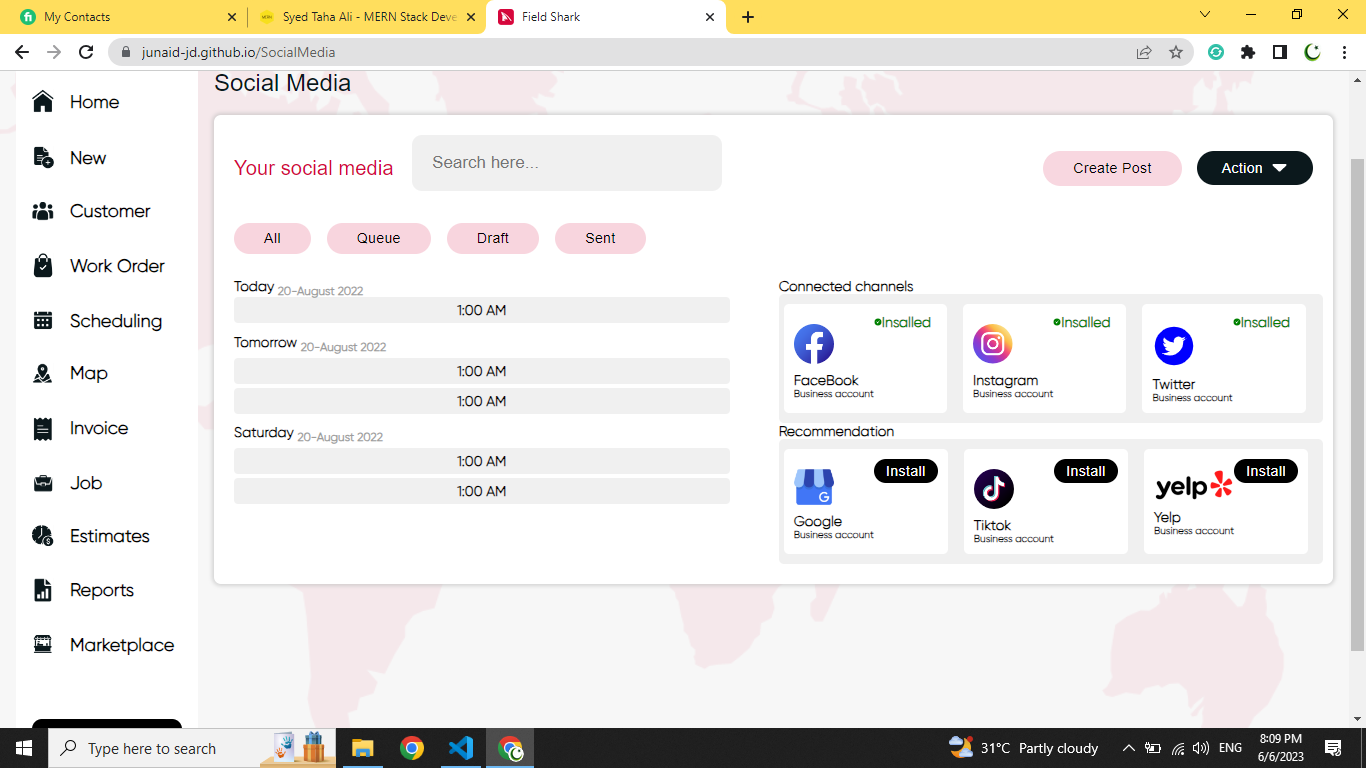 My Contacts
Syed Taha Ali - MERN Stack Deve
Field Shark
junaid-jd.github.io/SocialMedia
Social Media
Home
New
Customer
Work Order
Scheduling
Map
Invoice
Job
Estimates
Reports
Marketplace
Your social media
Search here...
Create Post
Action
All Queue Draft Sent
Today 20-August 2022
1:00 AM
Tomorrow 20-August 2022
1:00 AM
1:00 AM
Saturday 20-August 2022
1:00 AM
1:00 AM
Connected channels
Insalled
FaceBook
Business account
Insalled
Instagram
Business account
Insalled
Twitter
Business account
Recommendation
Install
G
Google
Business account
Install
Tiktok
Business account
yelp
Install
Yelp
Business account
Type here to search
31°C Partly cloudy
ENG
8:09 PM
6/6/2023